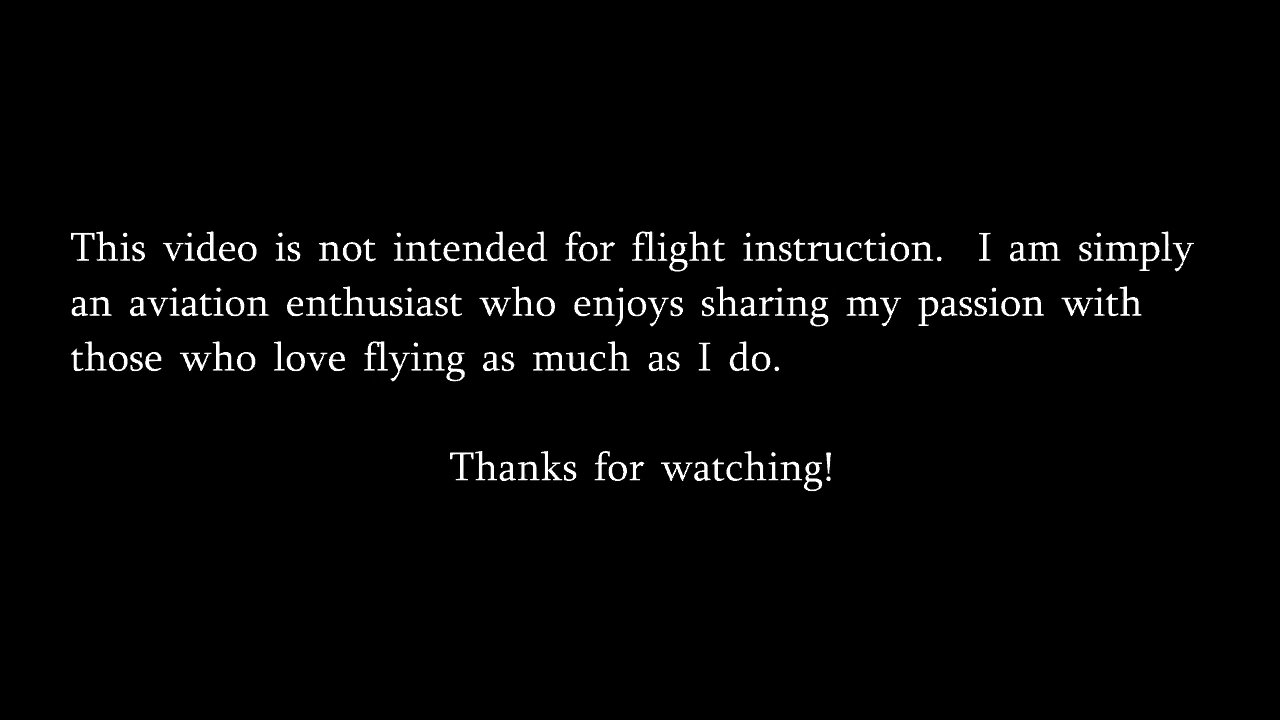 This video is not intended for flight instruction.  I am simply
an aviation enthusiast who enjoys sharing my passion with
those who love flying as much as I do.
Thanks for watching!